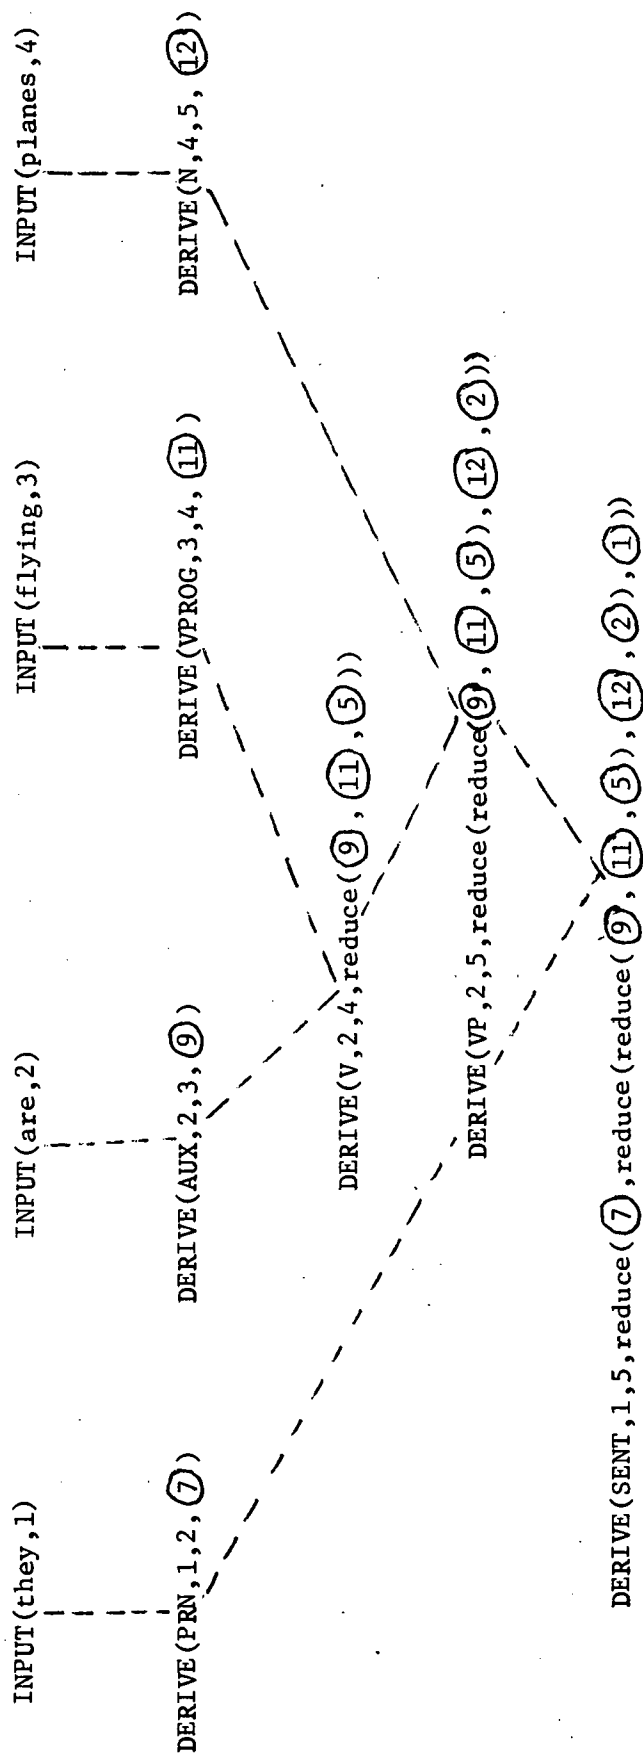 INPUT(they,1) INPUT(are,2) INPUT(flying,3) INPUT(planes,4)
DERIVE(PRN,1,2,⑦) DERIVE(AUX,2,3,⑨) DERIVE(VPROG,3,4,⑪) DERIVE(N,4,5,⑫)
DERIVE(V,2,4,reduce(⑨,⑪,⑤))
DERIVE(VP,2,5,reduce(reduce(⑨,⑪,⑤),⑫,②))
DERIVE(SENT,1,5,reduce(⑦,reduce(reduce(⑨,⑪,⑤),⑫,②),①))